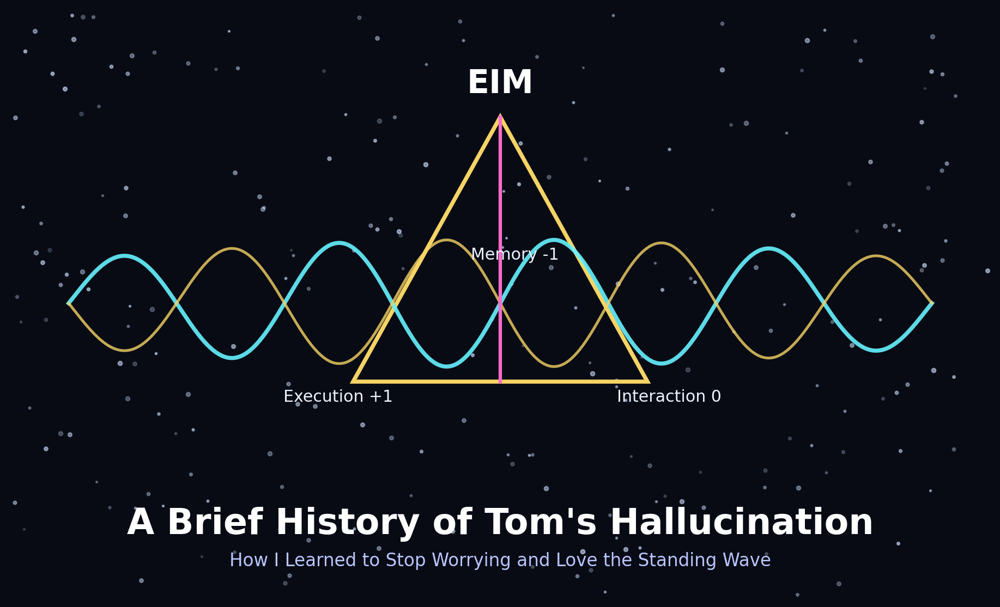 EIM
Memory -1
Execution +1
Interaction 0
A Brief History of Tom's Hallucination
How I Learned to Stop Worrying and Love the Standing Wave